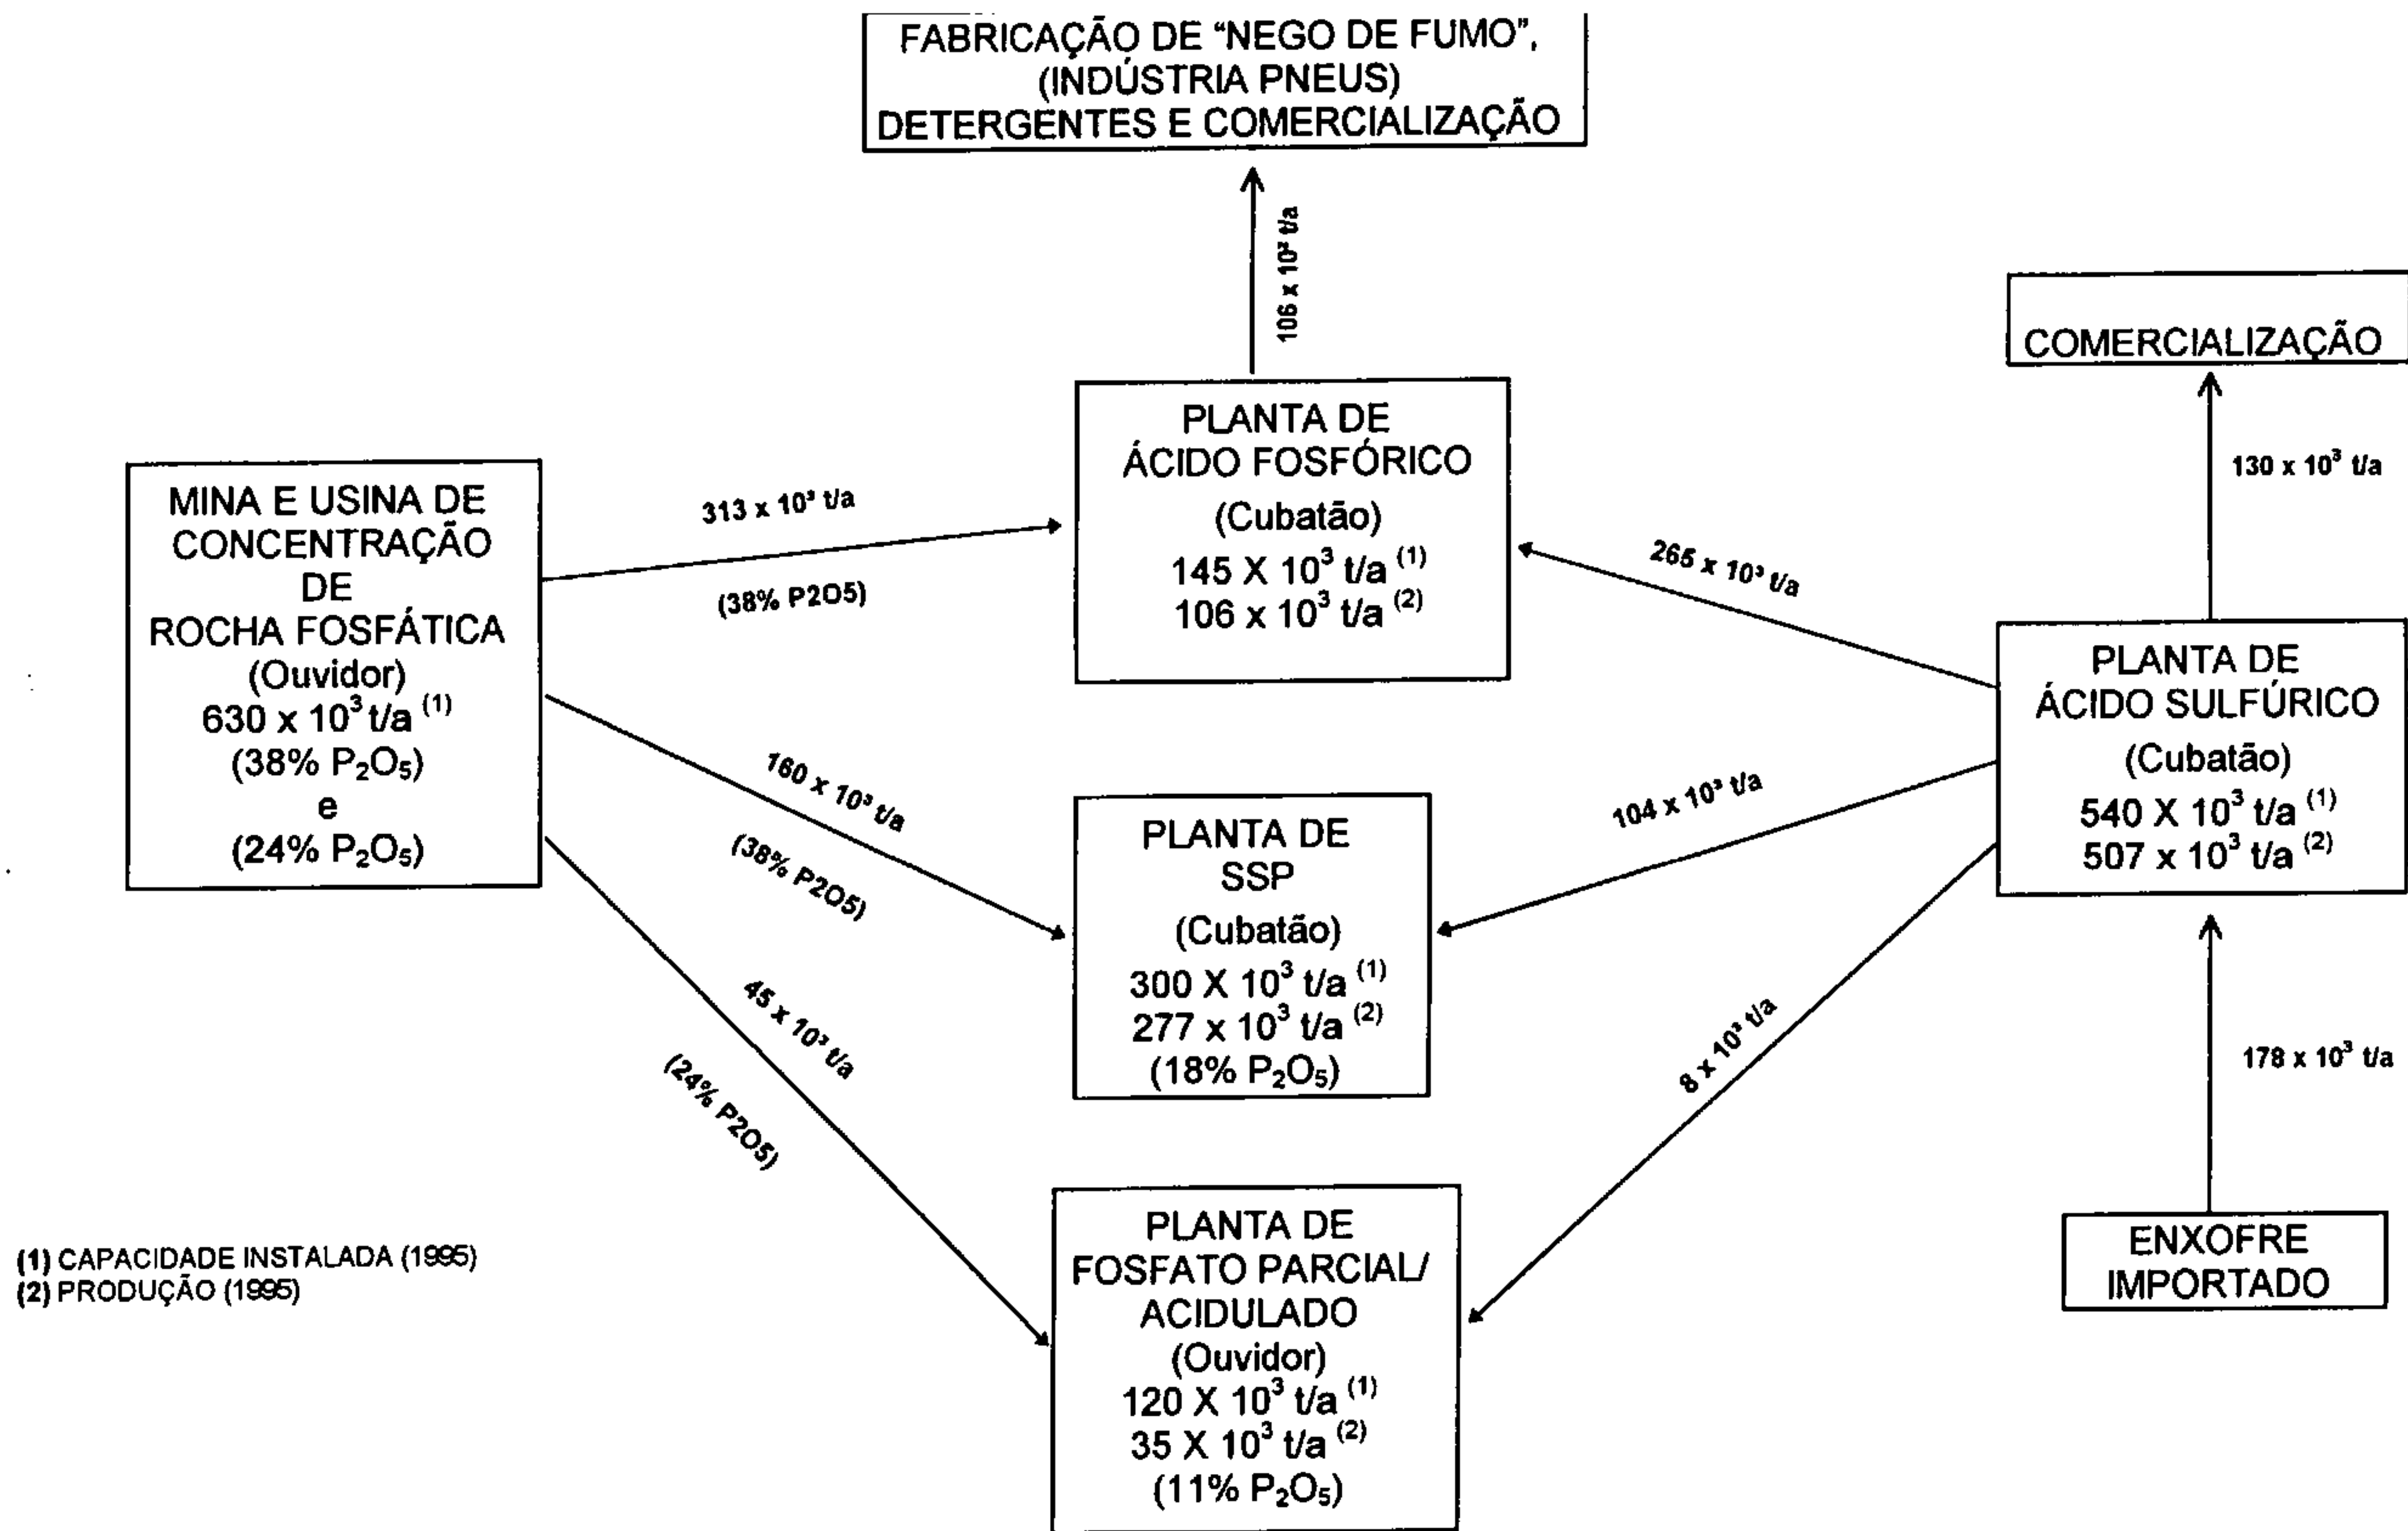 FABRICAÇÃO DE “NEGO DE FUMO”,
(INDÚSTRIA PNEUS)
DETERGENTES E COMERCIALIZAÇÃO
106 x 10³ t/a
COMERCIALIZAÇÃO
130 x 10³ t/a
MINA E USINA DE
CONCENTRAÇÃO
DE
ROCHA FOSFÁTICA
(Ouvidor)
630 x 10³ t/a (1)
(38% P₂O₅)
e
(24% P₂O₅)
313 x 10³ t/a
(38% P2O5)
PLANTA DE
ÁCIDO FOSFÓRICO
(Cubatão)
145 X 10³ t/a (1)
106 x 10³ t/a (2)
265 x 10³ t/a
PLANTA DE
ÁCIDO SULFÚRICO
(Cubatão)
540 X 10³ t/a (1)
507 x 10³ t/a (2)
160 x 10³ t/a
(38% P2O5)
PLANTA DE
SSP
(Cubatão)
300 X 10³ t/a (1)
277 x 10³ t/a (2)
(18% P₂O₅)
104 x 10³ t/a
45 x 10³ t/a
(24% P2O5)
8 x 10³ t/a
178 x 10³ t/a
PLANTA DE
FOSFATO PARCIAL/
ACIDULADO
(Ouvidor)
120 X 10³ t/a (1)
35 X 10³ t/a (2)
(11% P₂O₅)
ENXOFRE
IMPORTADO
(1) CAPACIDADE INSTALADA (1995)
(2) PRODUÇÃO (1995)